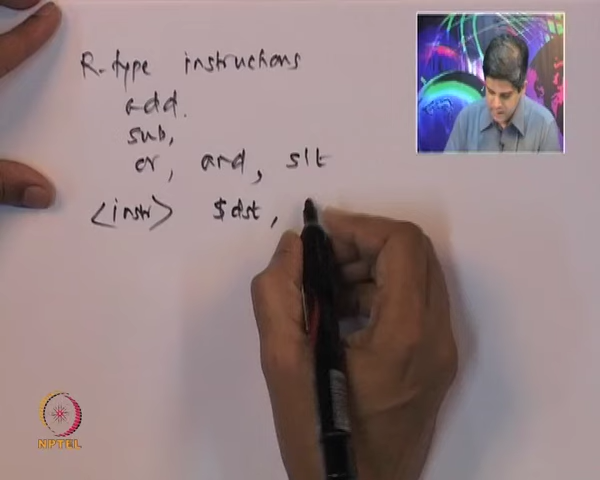 R-type instructions
add.
sub,
or, and, slt
<instr> $dst,
NPTEL